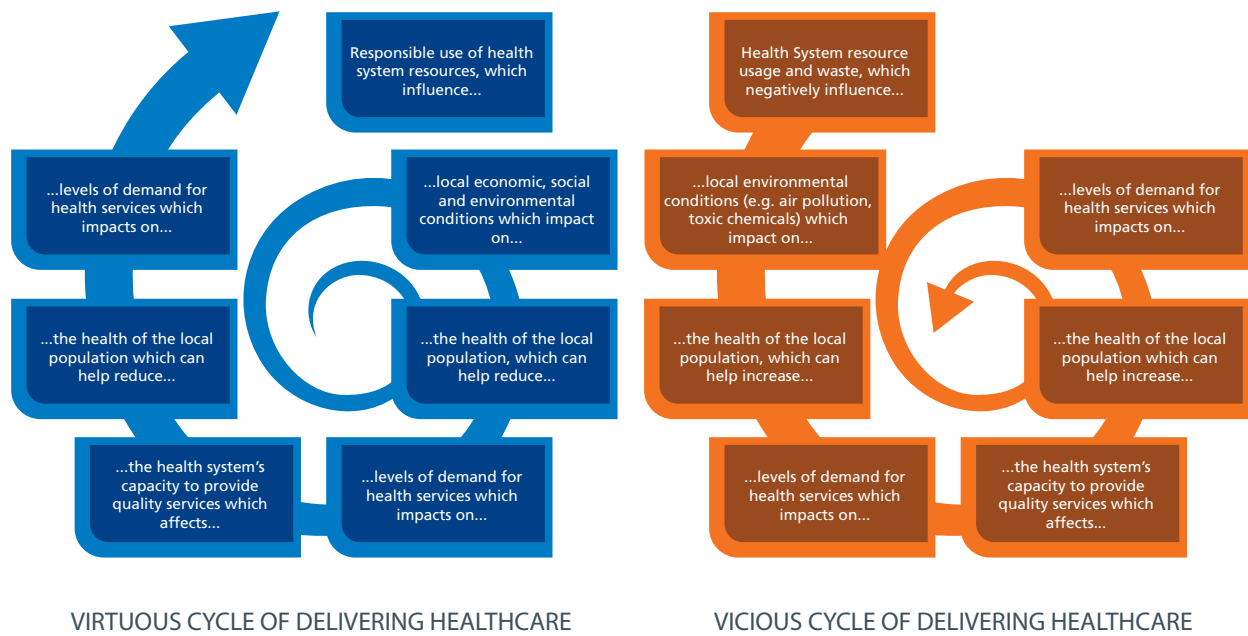 Responsible use of health
system resources, which
influence...
...local economic, social
and environmental
conditions which impact
on...
...the health of the local
population, which can
help reduce...
...levels of demand for
health services which
impacts on...
...the health system’s
capacity to provide
quality services which
affects...
...the health of the local
population which can
help reduce...
...levels of demand for
health services which
impacts on...
VIRTUOUS CYCLE OF DELIVERING HEALTHCARE
Health System resource
usage and waste, which
negatively influence...
...local environmental
conditions (e.g. air pollution,
toxic chemicals) which
impact on...
...the health of the local
population, which can
help increase...
...levels of demand for
health services which
impacts on...
...the health system’s
capacity to provide
quality services which
affects...
...the health of the local
population which can
help increase...
...levels of demand for
health services which
impacts on...
VICIOUS CYCLE OF DELIVERING HEALTHCARE